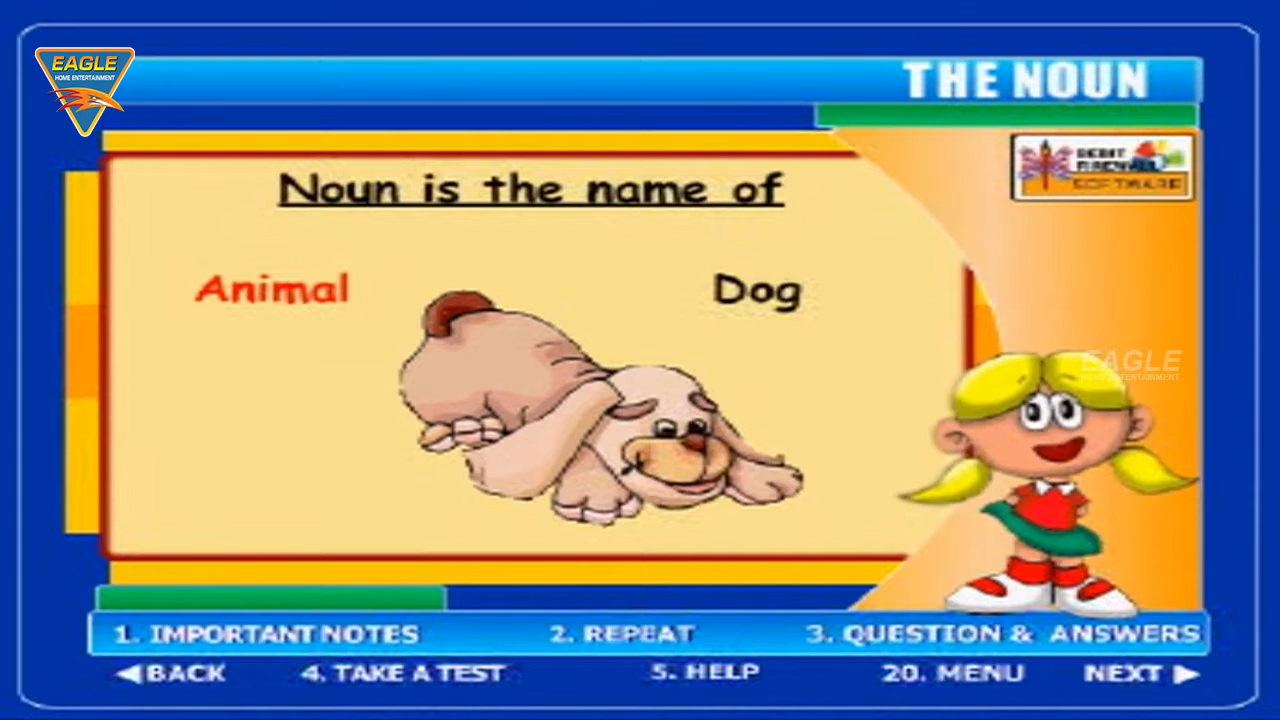 EAGLE
HOME ENTERTAINMENT
THE NOUN
SOFTWARE
Noun is the name of
Animal
Dog
EAGLE
HOME ENTERTAINMENT
1. IMPORTANT NOTES
2. REPEAT
3. QUESTION & ANSWERS
BACK
4. TAKE A TEST
5. HELP
20. MENU
NEXT